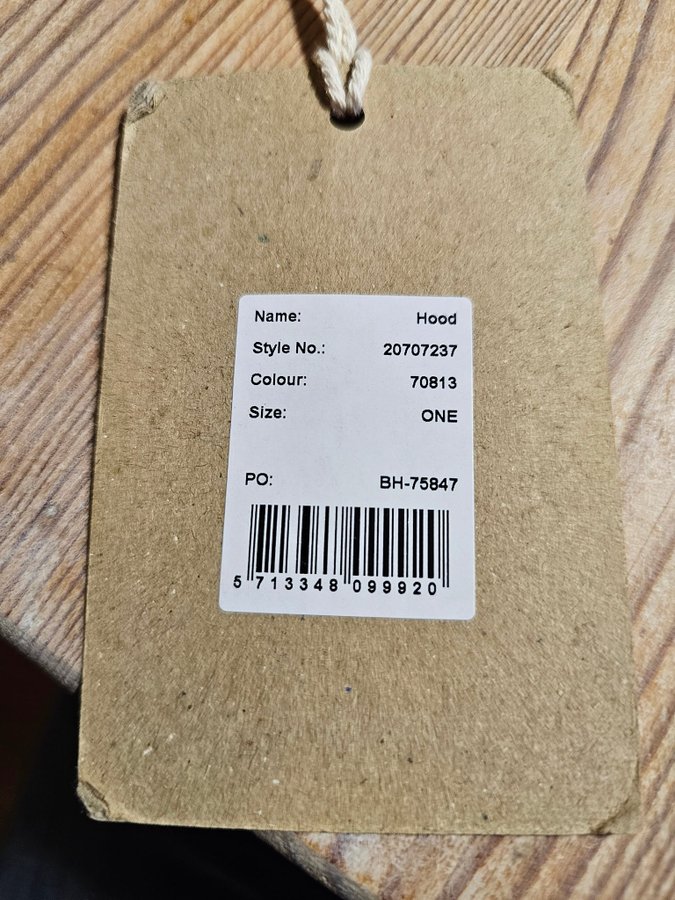 Name: Hood
Style No.: 20707237
Colour: 70813
Size: ONE
PO: BH-75847
5 713348 099920